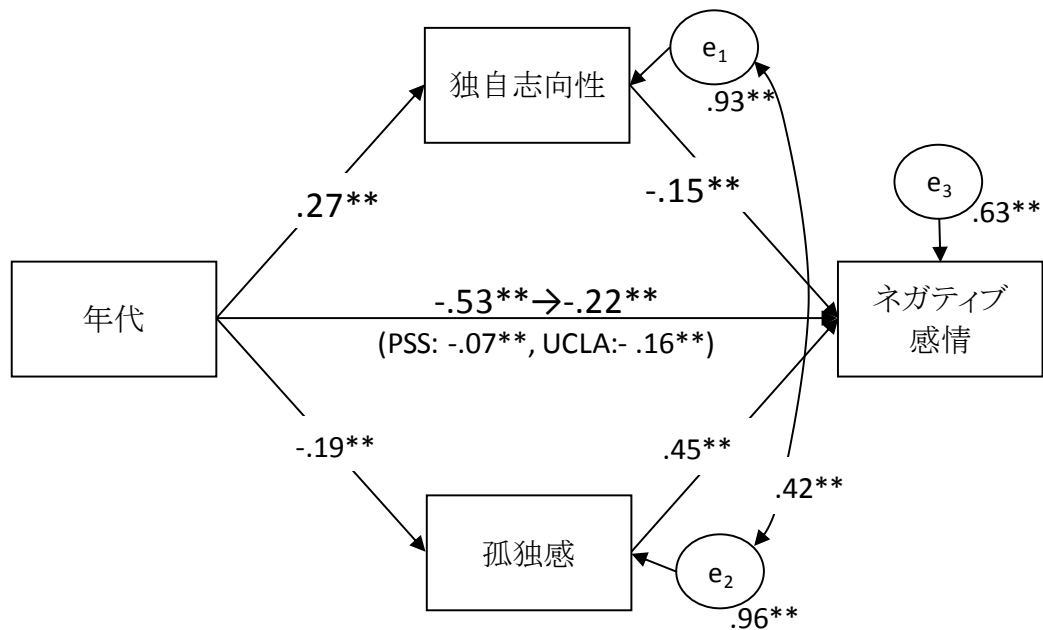 独自志向性
e₁
.93**
.27**
-.15**
e₃
.63**
年代
-.53**→-.22**
(PSS: -.07**, UCLA:- .16**)
ネガティブ
感情
-.19**
.45**
.42**
孤独感
e₂
.96**